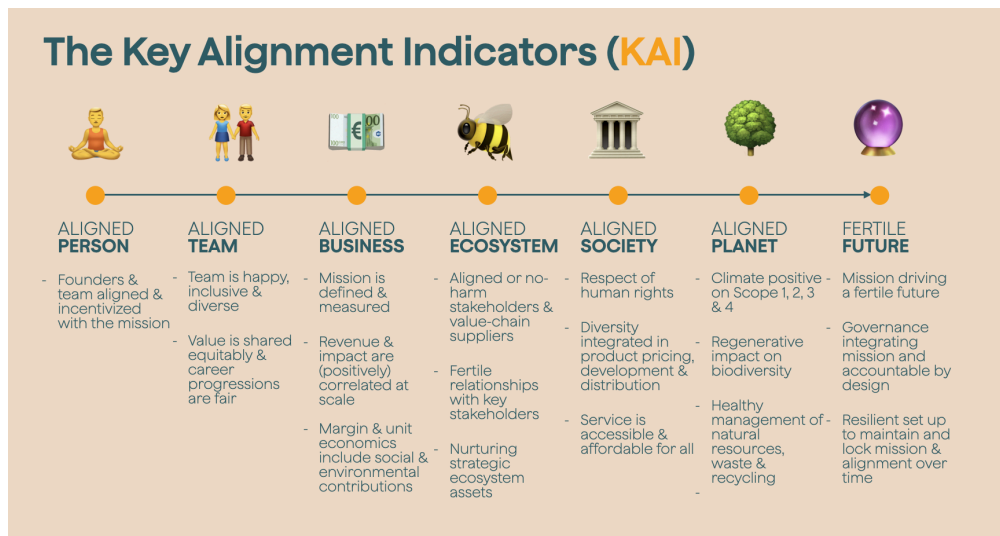 The Key Alignment Indicators (KAI)
ALIGNED
PERSON
- Founders &
team aligned &
incentivized
with the mission
ALIGNED
TEAM
- Team is happy,
inclusive &
diverse
- Value is shared
equitably &
career
progressions
are fair
ALIGNED
BUSINESS
- Mission is
defined &
measured
- Revenue &
impact are
(positively)
correlated at
scale
- Margin & unit
economics
include social &
environmental
contributions
ALIGNED
ECOSYSTEM
- Aligned or no-
harm
stakeholders &
value-chain
suppliers
- Fertile
relationships
with key
stakeholders
- Nurturing
strategic
ecosystem
assets
ALIGNED
SOCIETY
- Respect of
human rights
- Diversity
integrated in
product pricing,
development &
distribution
- Service is
accessible &
affordable for all
ALIGNED
PLANET
- Climate positive
on Scope 1, 2, 3
& 4
- Regenerative
impact on
biodiversity
- Healthy
management of
natural
resources,
waste &
recycling
-
FERTILE
FUTURE
- Mission driving
a fertile future
- Governance
integrating
mission and
accountable by
design
- Resilient set up
to maintain and
lock mission &
alignment over
time